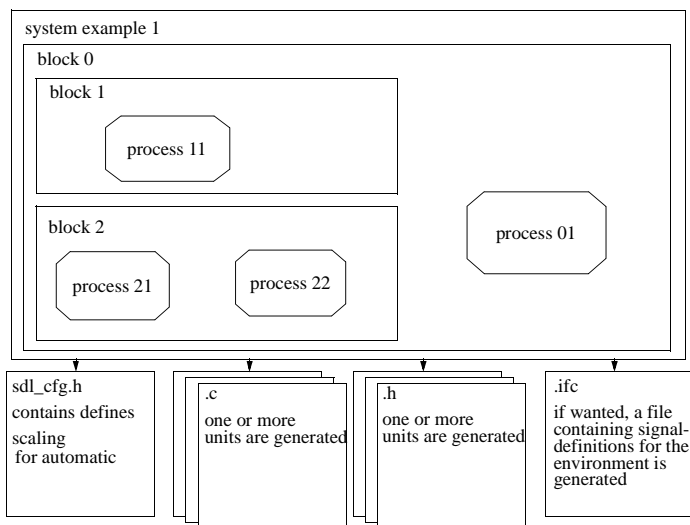 system example 1
block 0
block 1
process 11
block 2
process 21
process 22
process 01
sdl_cfg.h
contains defines
scaling
for automatic
.c
one or more
units are generated
.h
one or more
units are generated
.ifc
if wanted, a file
containing signal-
definitions for the
environment is
generated